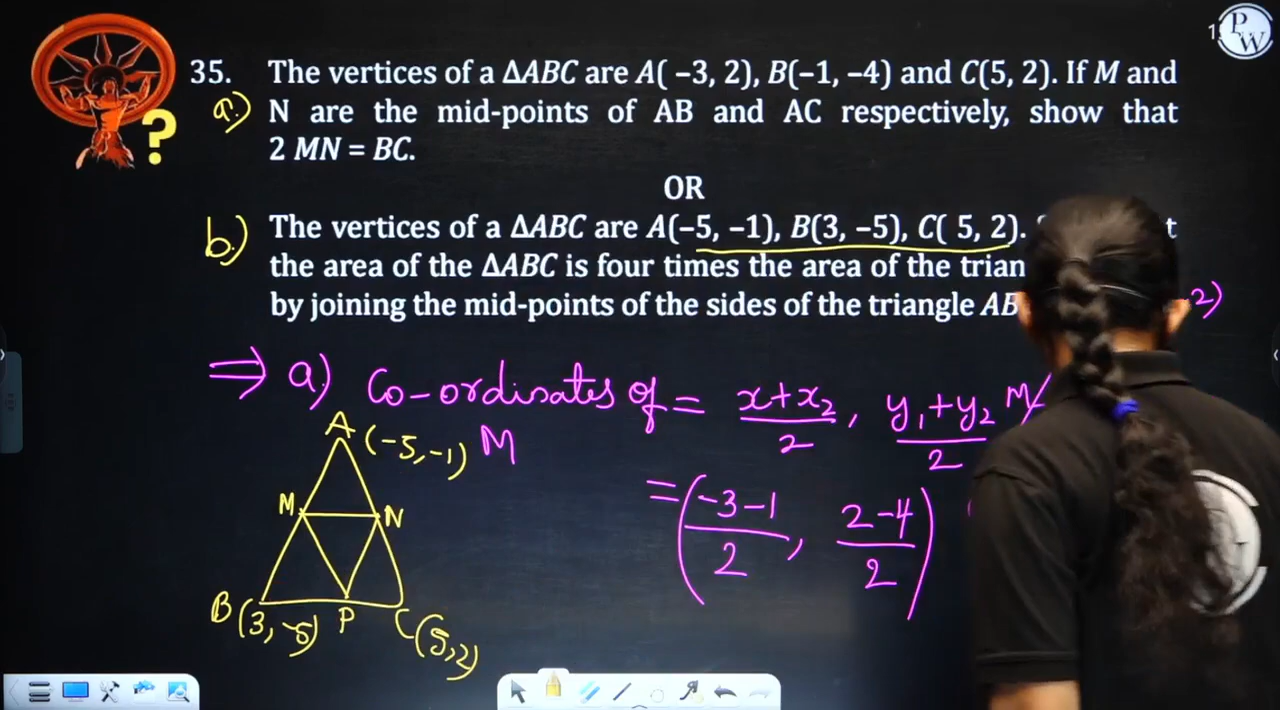 35. The vertices of a ΔABC are A( −3, 2), B(−1, −4) and C(5, 2). If M and
a.) N are the mid-points of AB and AC respectively, show that
2 MN = BC.
OR
b.) The vertices of a ΔABC are A(−5, −1), B(3, −5), C( 5, 2).
the area of the ΔABC is four times the area of the
by joining the mid-points of the sides of the triangle
⇒ a.) Co-ordinates of = x+x₂/2, y₁+y₂/2
M
= (−3−1/2, 2−4/2)
A (−5,−1)
M N
B (3,−5) P C (5,2)
?
PW